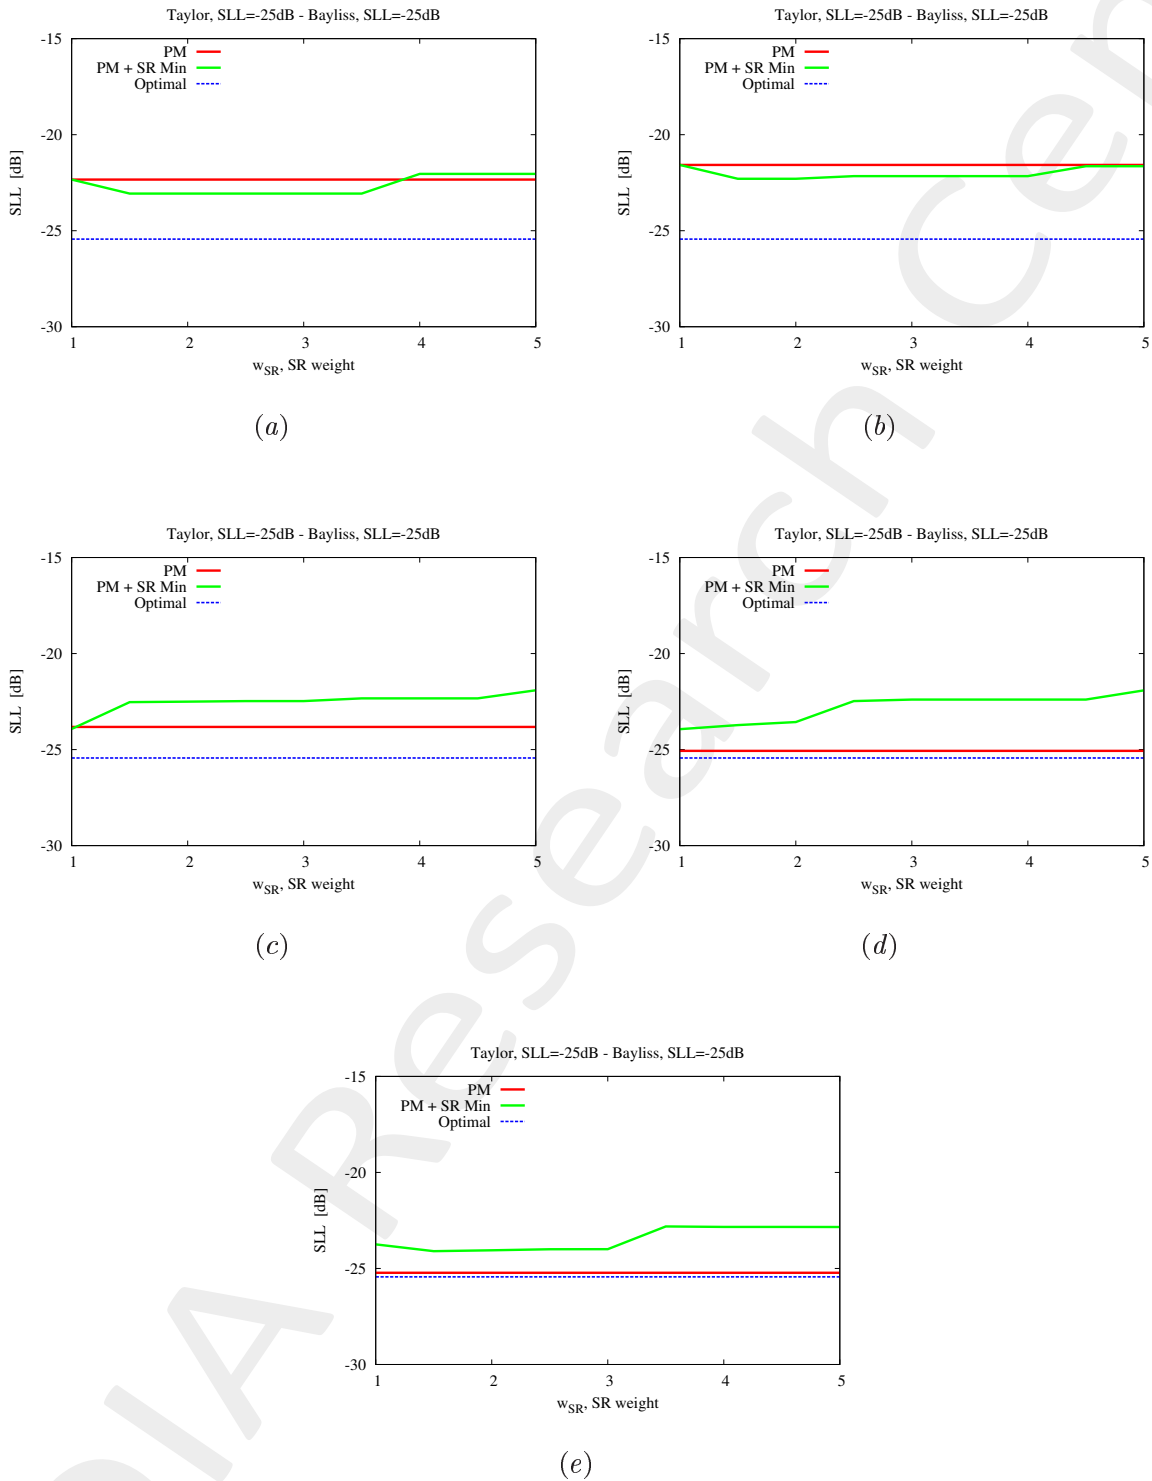 Taylor, SLL=-25dB - Bayliss, SLL=-25dB
-15
-20
-25
-30
SLL [dB]
PM
PM + SR Min
Optimal
1 2 3 4 5
wSR, SR weight
(a)
Taylor, SLL=-25dB - Bayliss, SLL=-25dB
-15
-20
-25
-30
SLL [dB]
PM
PM + SR Min
Optimal
1 2 3 4 5
wSR, SR weight
(b)
Taylor, SLL=-25dB - Bayliss, SLL=-25dB
-15
-20
-25
-30
SLL [dB]
PM
PM + SR Min
Optimal
1 2 3 4 5
wSR, SR weight
(c)
Taylor, SLL=-25dB - Bayliss, SLL=-25dB
-15
-20
-25
-30
SLL [dB]
PM
PM + SR Min
Optimal
1 2 3 4 5
wSR, SR weight
(d)
Taylor, SLL=-25dB - Bayliss, SLL=-25dB
-15
-20
-25
-30
SLL [dB]
PM
PM + SR Min
Optimal
1 2 3 4 5
wSR, SR weight
(e)
Research